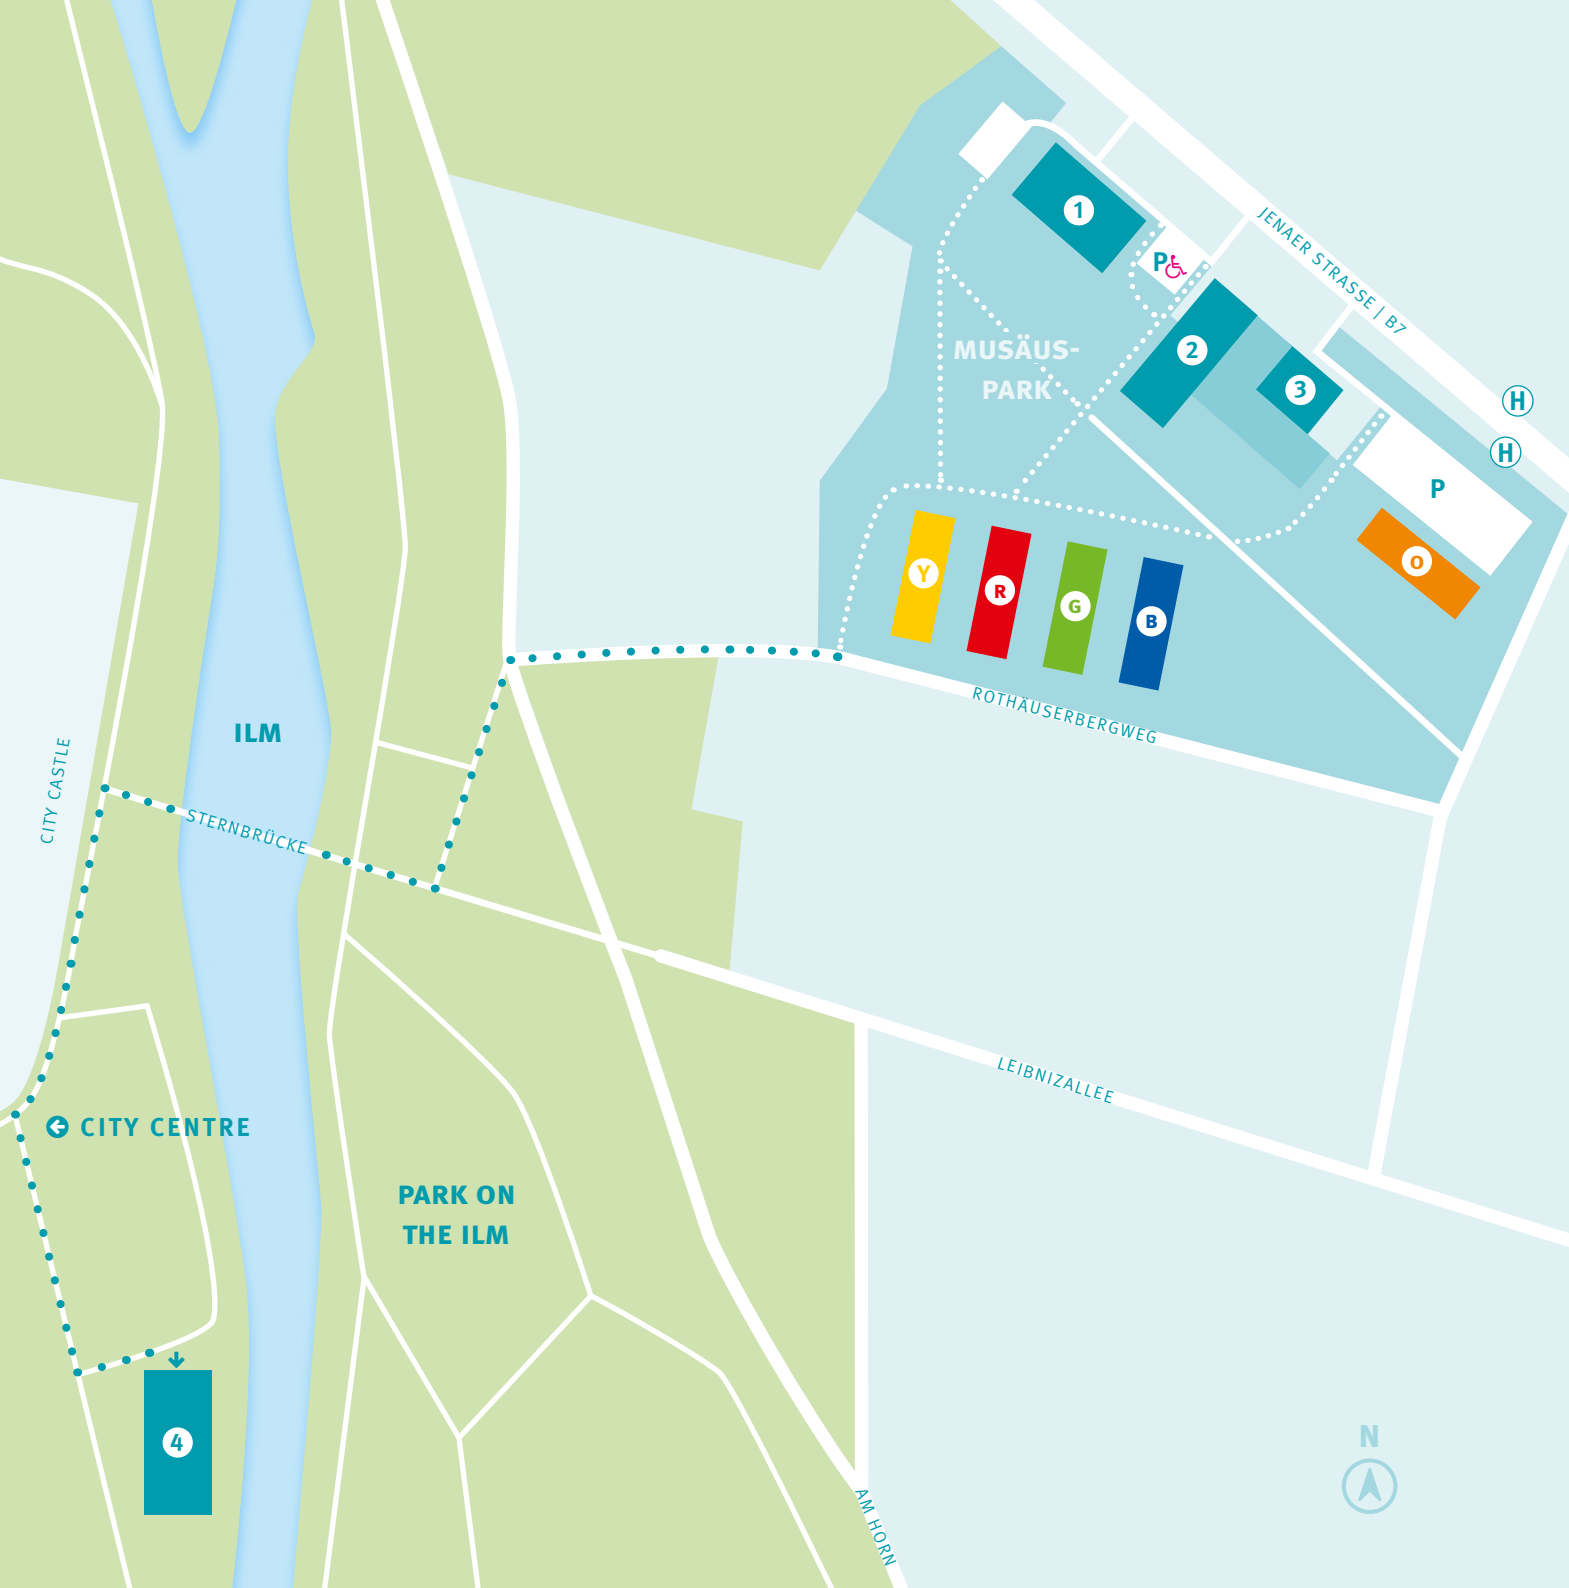 1
P
JENAER STRASSE | B7
MUSÄUS-
PARK
2
3
H
H
P
O
Y
R
G
B
ROTHÄUSERBERGWEG
ILM
CITY CASTLE
STERNBRÜCKE
LEIBNIZALLEE
CITY CENTRE
PARK ON
THE ILM
4
N
AM HORN